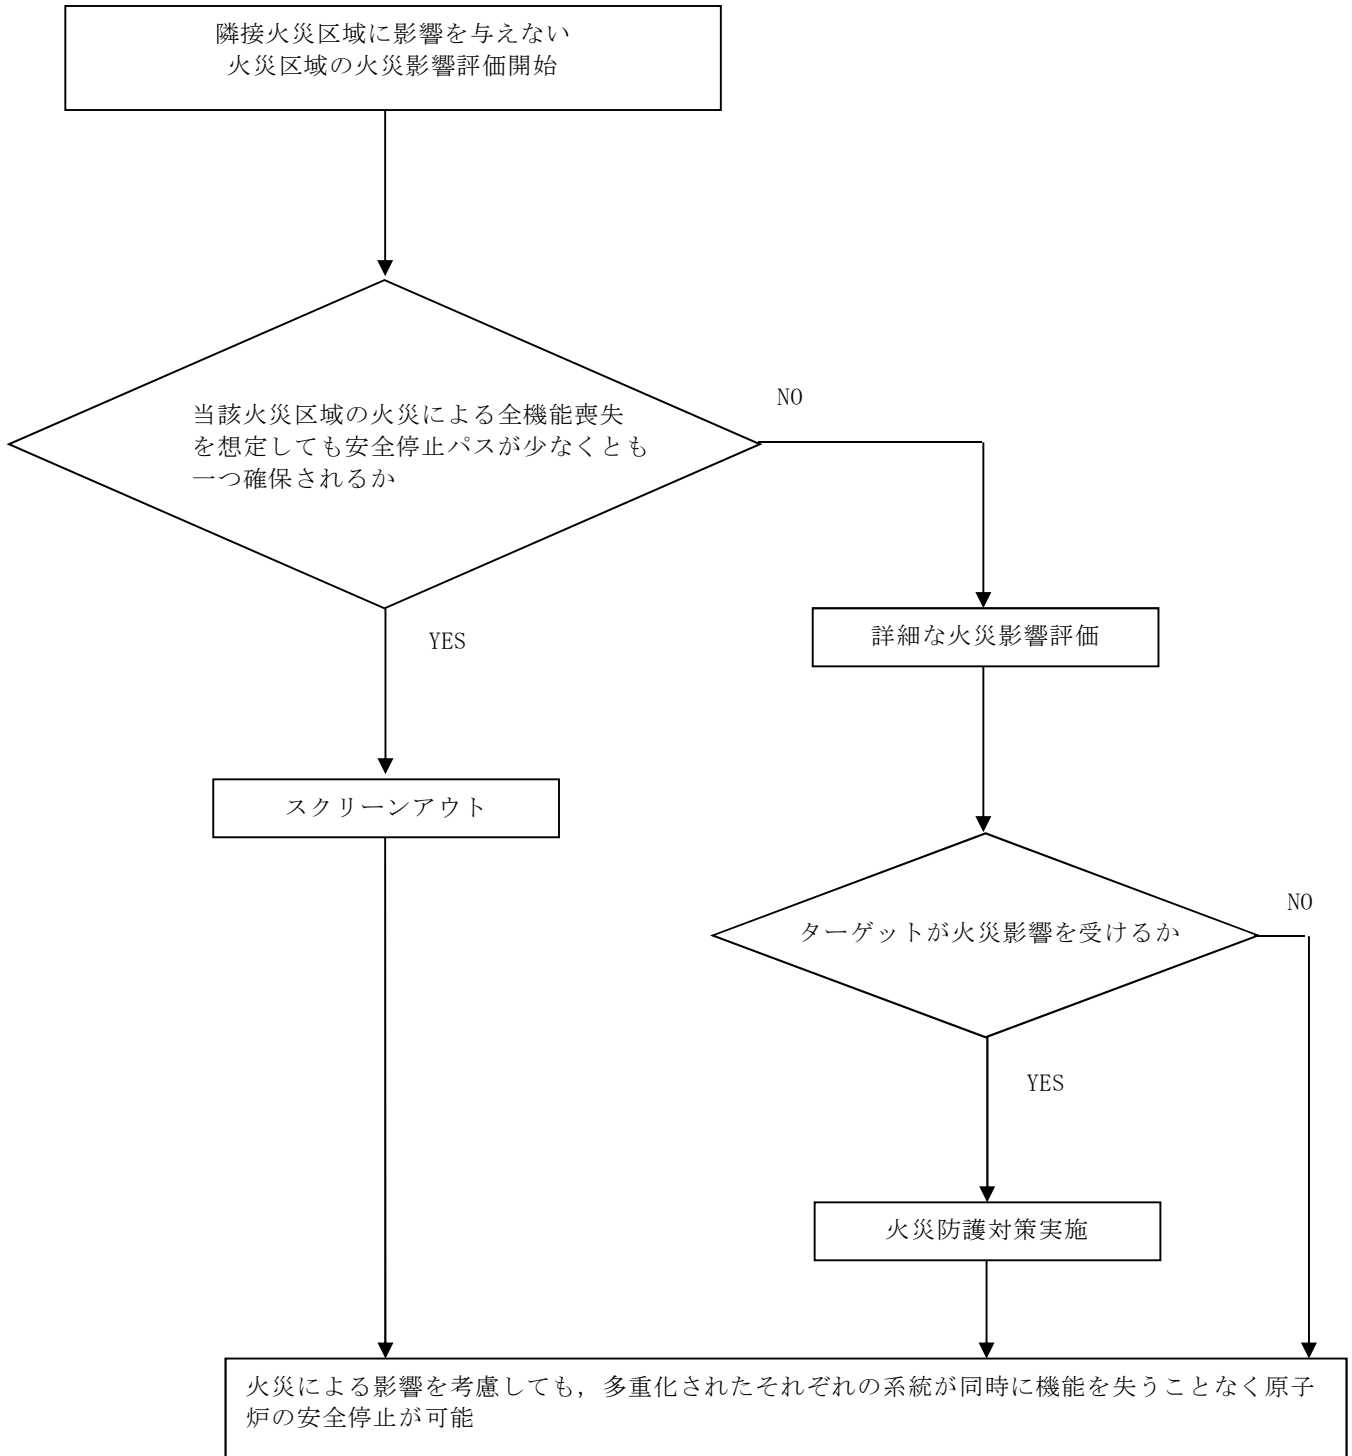 隣接火災区域に影響を与えない
火災区域の火災影響評価開始
当該火災区域の火災による全機能喪失
を想定しても安全停止パスが少なくとも
一つ確保されるか
NO
YES
詳細な火災影響評価
スクリーンアウト
ターゲットが火災影響を受けるか
NO
YES
火災防護対策実施
火災による影響を考慮しても，多重化されたそれぞれの系統が同時に機能を失うことなく原子
炉の安全停止が可能